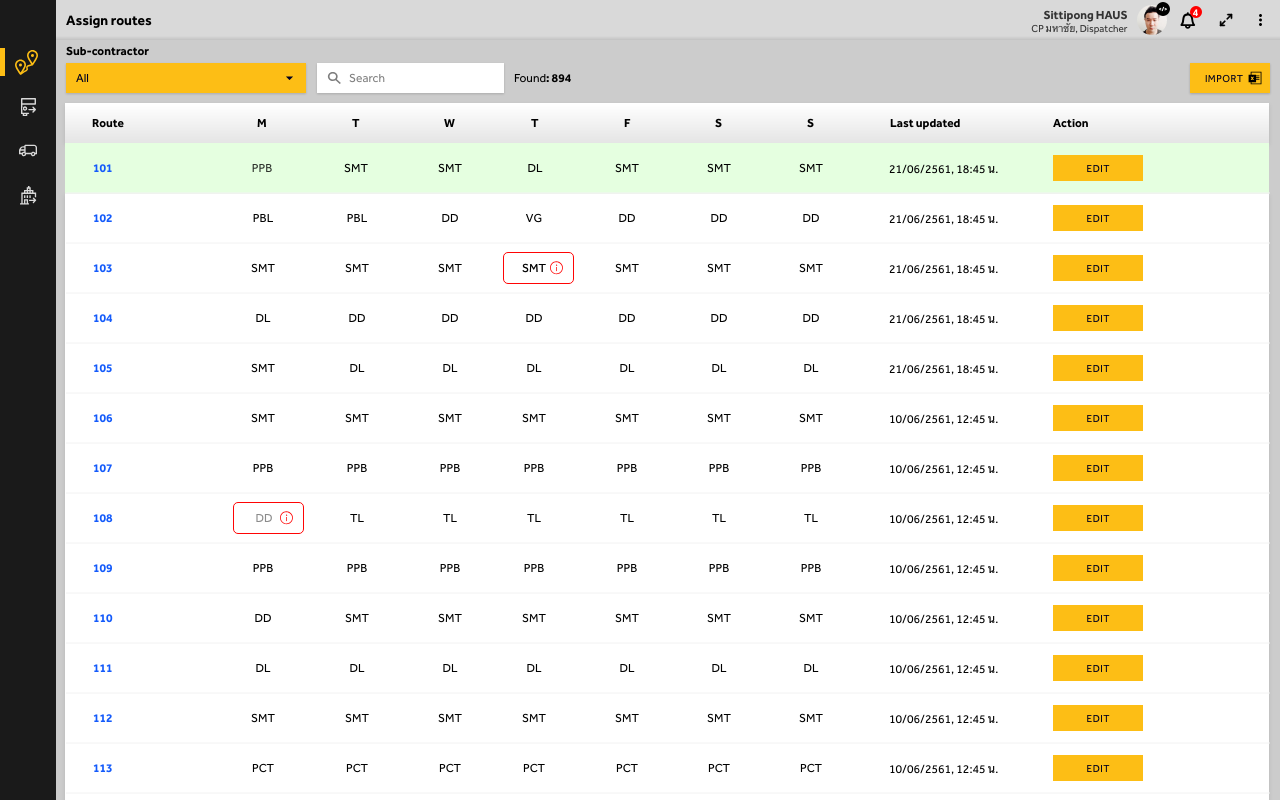 Assign routes
Sittipong HAUS
CP มหาชัย, Dispatcher
</>
4
Sub-contractor
All
Search
Found: 894
IMPORT
Route M T W T F S S Last updated Action
101 PPB SMT SMT DL SMT SMT SMT 21/06/2561, 18:45 น. EDIT
102 PBL PBL DD VG DD DD DD 21/06/2561, 18:45 น. EDIT
103 SMT SMT SMT SMT SMT SMT SMT 21/06/2561, 18:45 น. EDIT
104 DL DD DD DD DD DD DD 21/06/2561, 18:45 น. EDIT
105 SMT DL DL DL DL DL DL 21/06/2561, 18:45 น. EDIT
106 SMT SMT SMT SMT SMT SMT SMT 10/06/2561, 12:45 น. EDIT
107 PPB PPB PPB PPB PPB PPB PPB 10/06/2561, 12:45 น. EDIT
108 DD TL TL TL TL TL TL 10/06/2561, 12:45 น. EDIT
109 PPB PPB PPB PPB PPB PPB PPB 10/06/2561, 12:45 น. EDIT
110 DD SMT SMT SMT SMT SMT SMT 10/06/2561, 12:45 น. EDIT
111 DL DL DL DL DL DL DL 10/06/2561, 12:45 น. EDIT
112 SMT SMT SMT SMT SMT SMT SMT 10/06/2561, 12:45 น. EDIT
113 PCT PCT PCT PCT PCT PCT PCT 10/06/2561, 12:45 น. EDIT